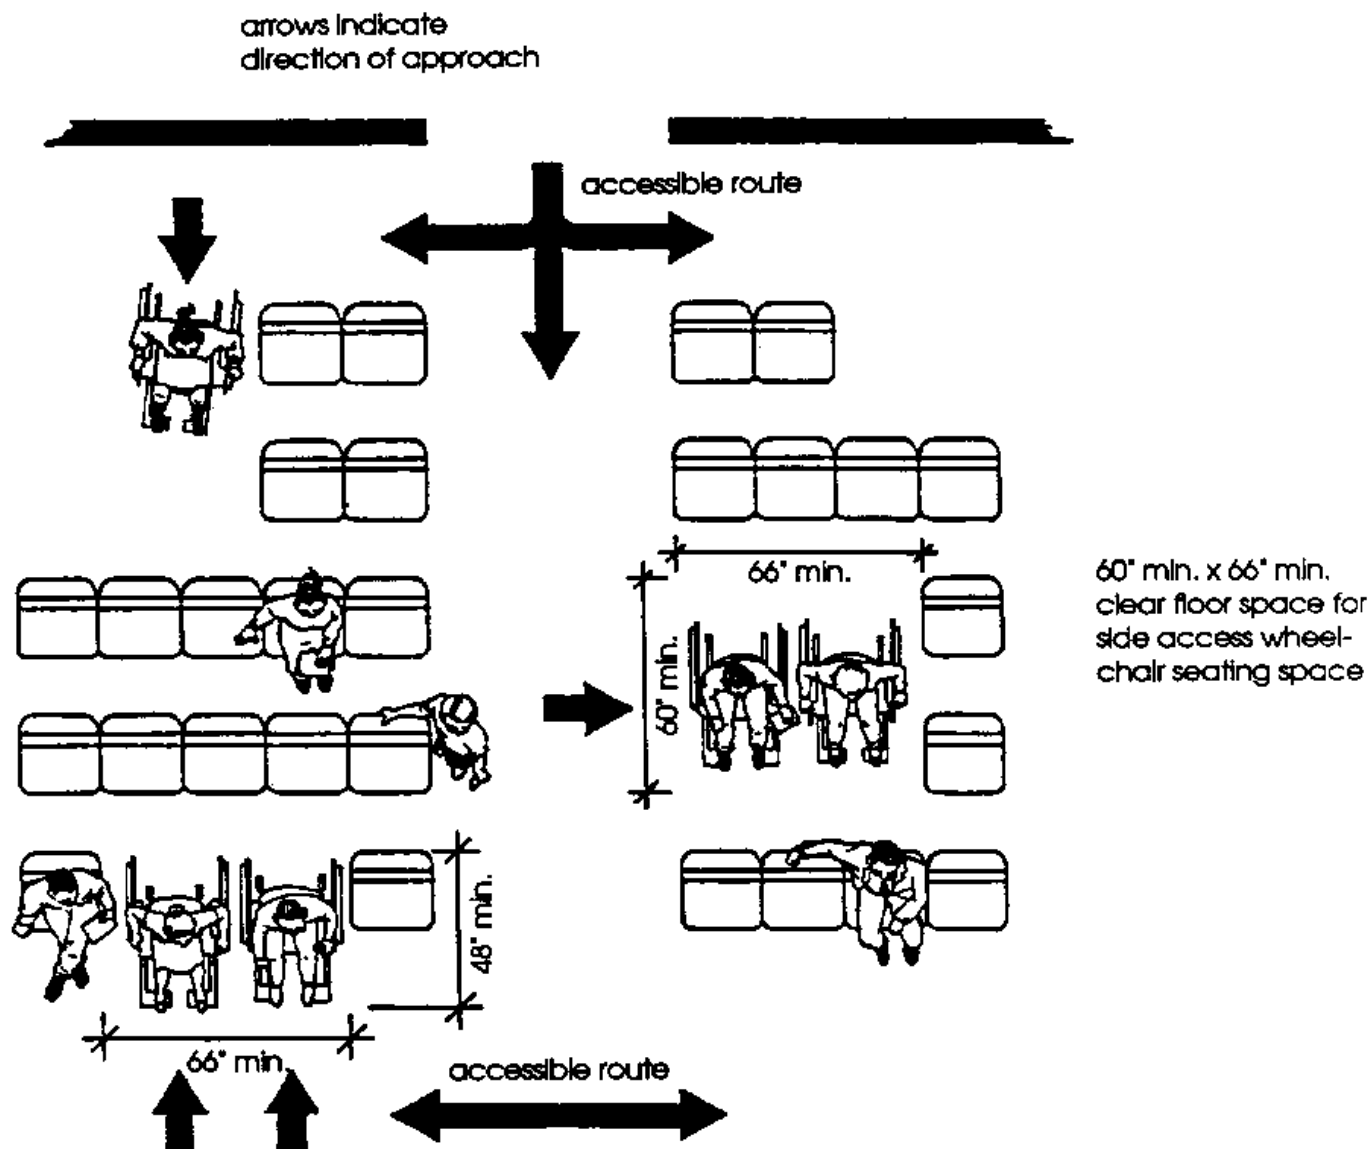 arrows indicate
direction of approach
accessible route
66" min.
60" min.
60" min. x 66" min.
clear floor space for
side access wheel-
chair seating space
48" min.
66" min.
accessible route